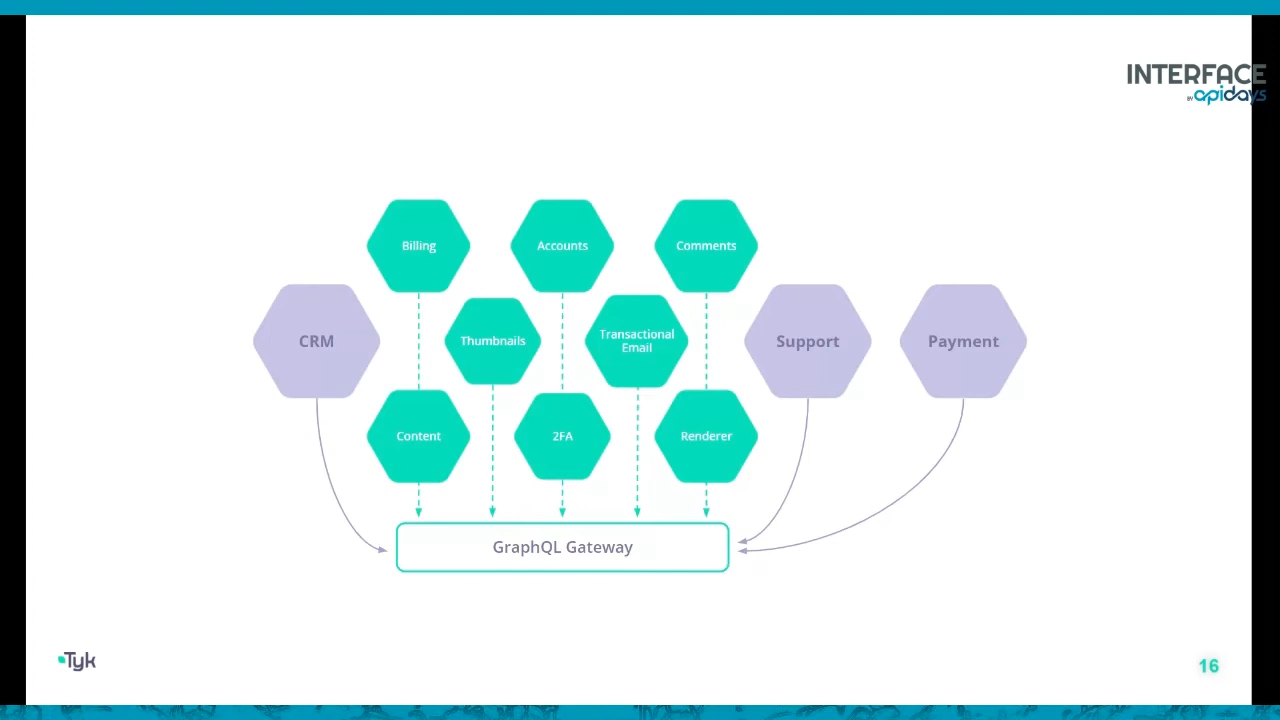 INTERFACE
BY apidays
Billing
Accounts
Comments
CRM
Thumbnails
Transactional
Email
Support
Payment
Content
2FA
Renderer
GraphQL Gateway
Tyk
16